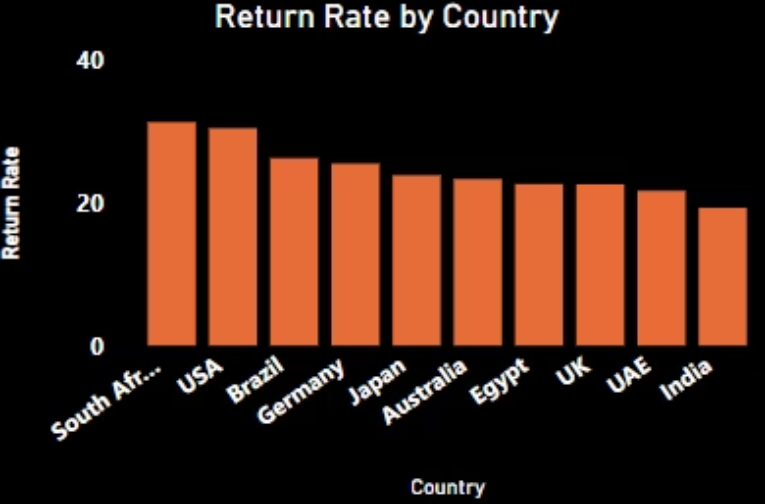 Return Rate by Country
40
20
0
Return Rate
South Afr...
USA
Brazil
Germany
Japan
Australia
Egypt
UK
UAE
India
Country